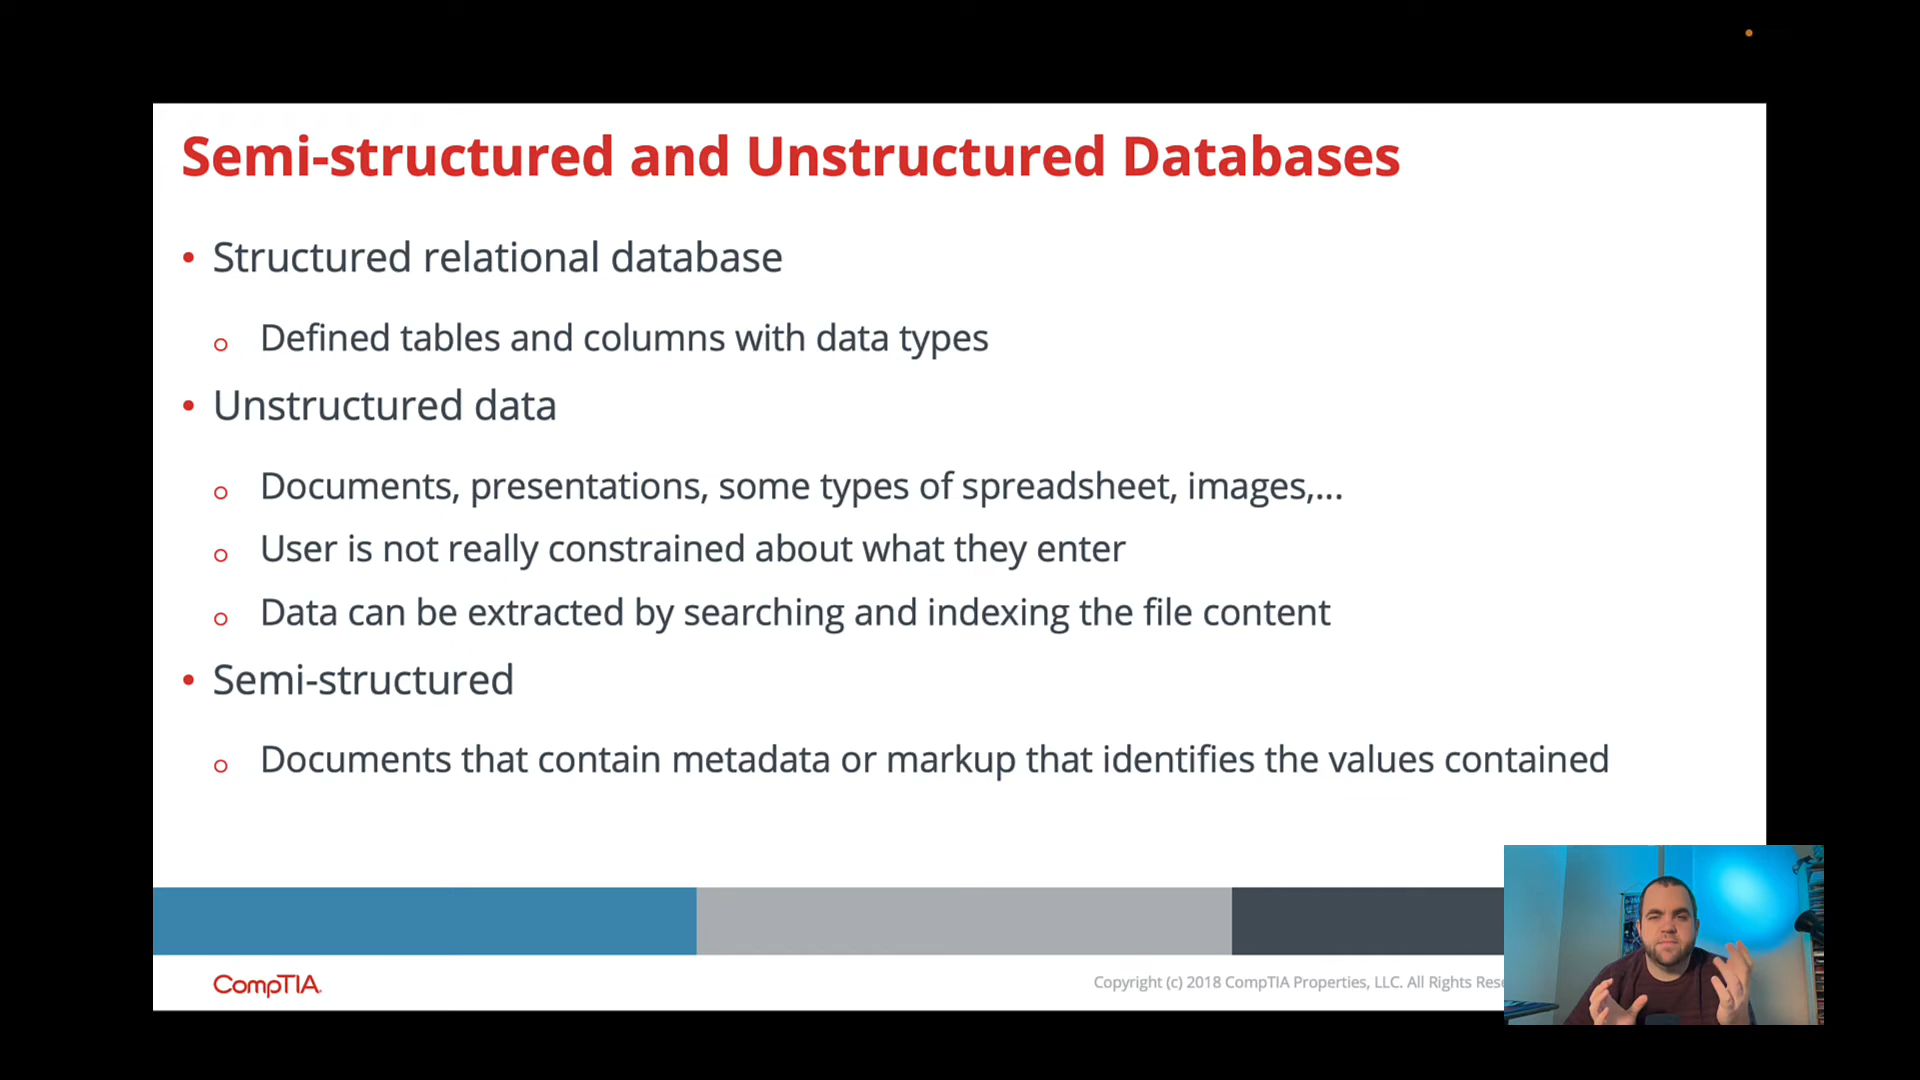 Semi-structured and Unstructured Databases
• Structured relational database
o Defined tables and columns with data types
• Unstructured data
o Documents, presentations, some types of spreadsheet, images,...
o User is not really constrained about what they enter
o Data can be extracted by searching and indexing the file content
• Semi-structured
o Documents that contain metadata or markup that identifies the values contained
CompTIA.
Copyright (c) 2018 CompTIA Properties, LLC. All Rights